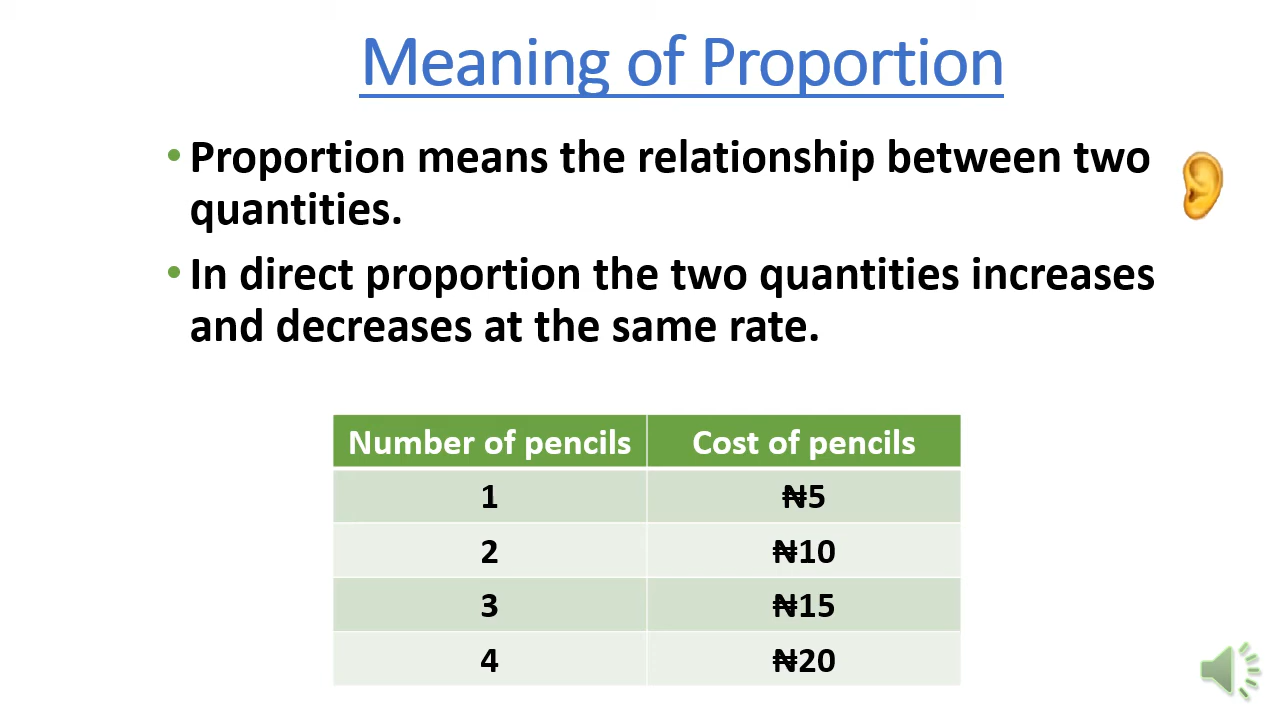 Meaning of Proportion
• Proportion means the relationship between two
quantities.
• In direct proportion the two quantities increases
and decreases at the same rate.
Number of pencils Cost of pencils
1 ₦5
2 ₦10
3 ₦15
4 ₦20